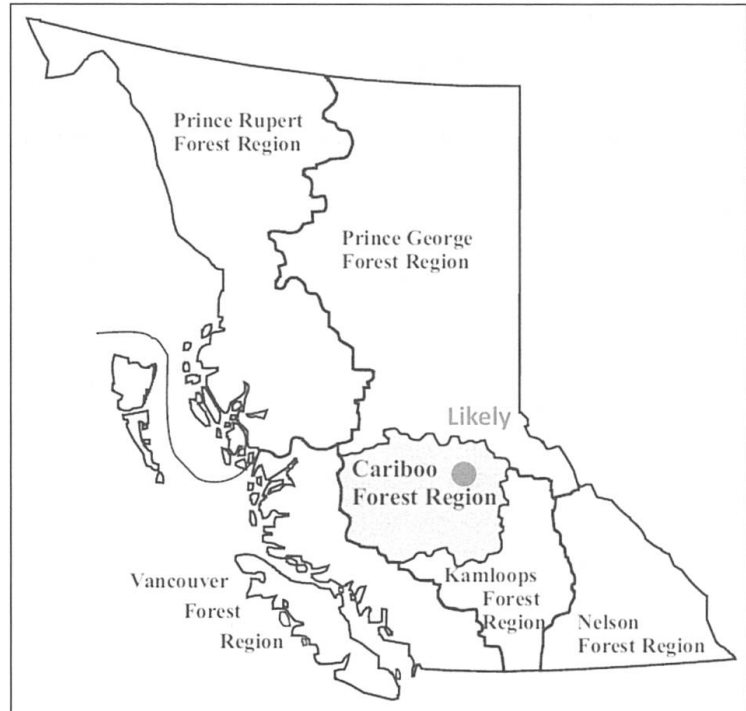 Prince Rupert
Forest Region
Prince George
Forest Region
Likely
Cariboo
Forest Region
Kamloops
Forest
Region
Vancouver
Forest
Region
Nelson
Forest Region